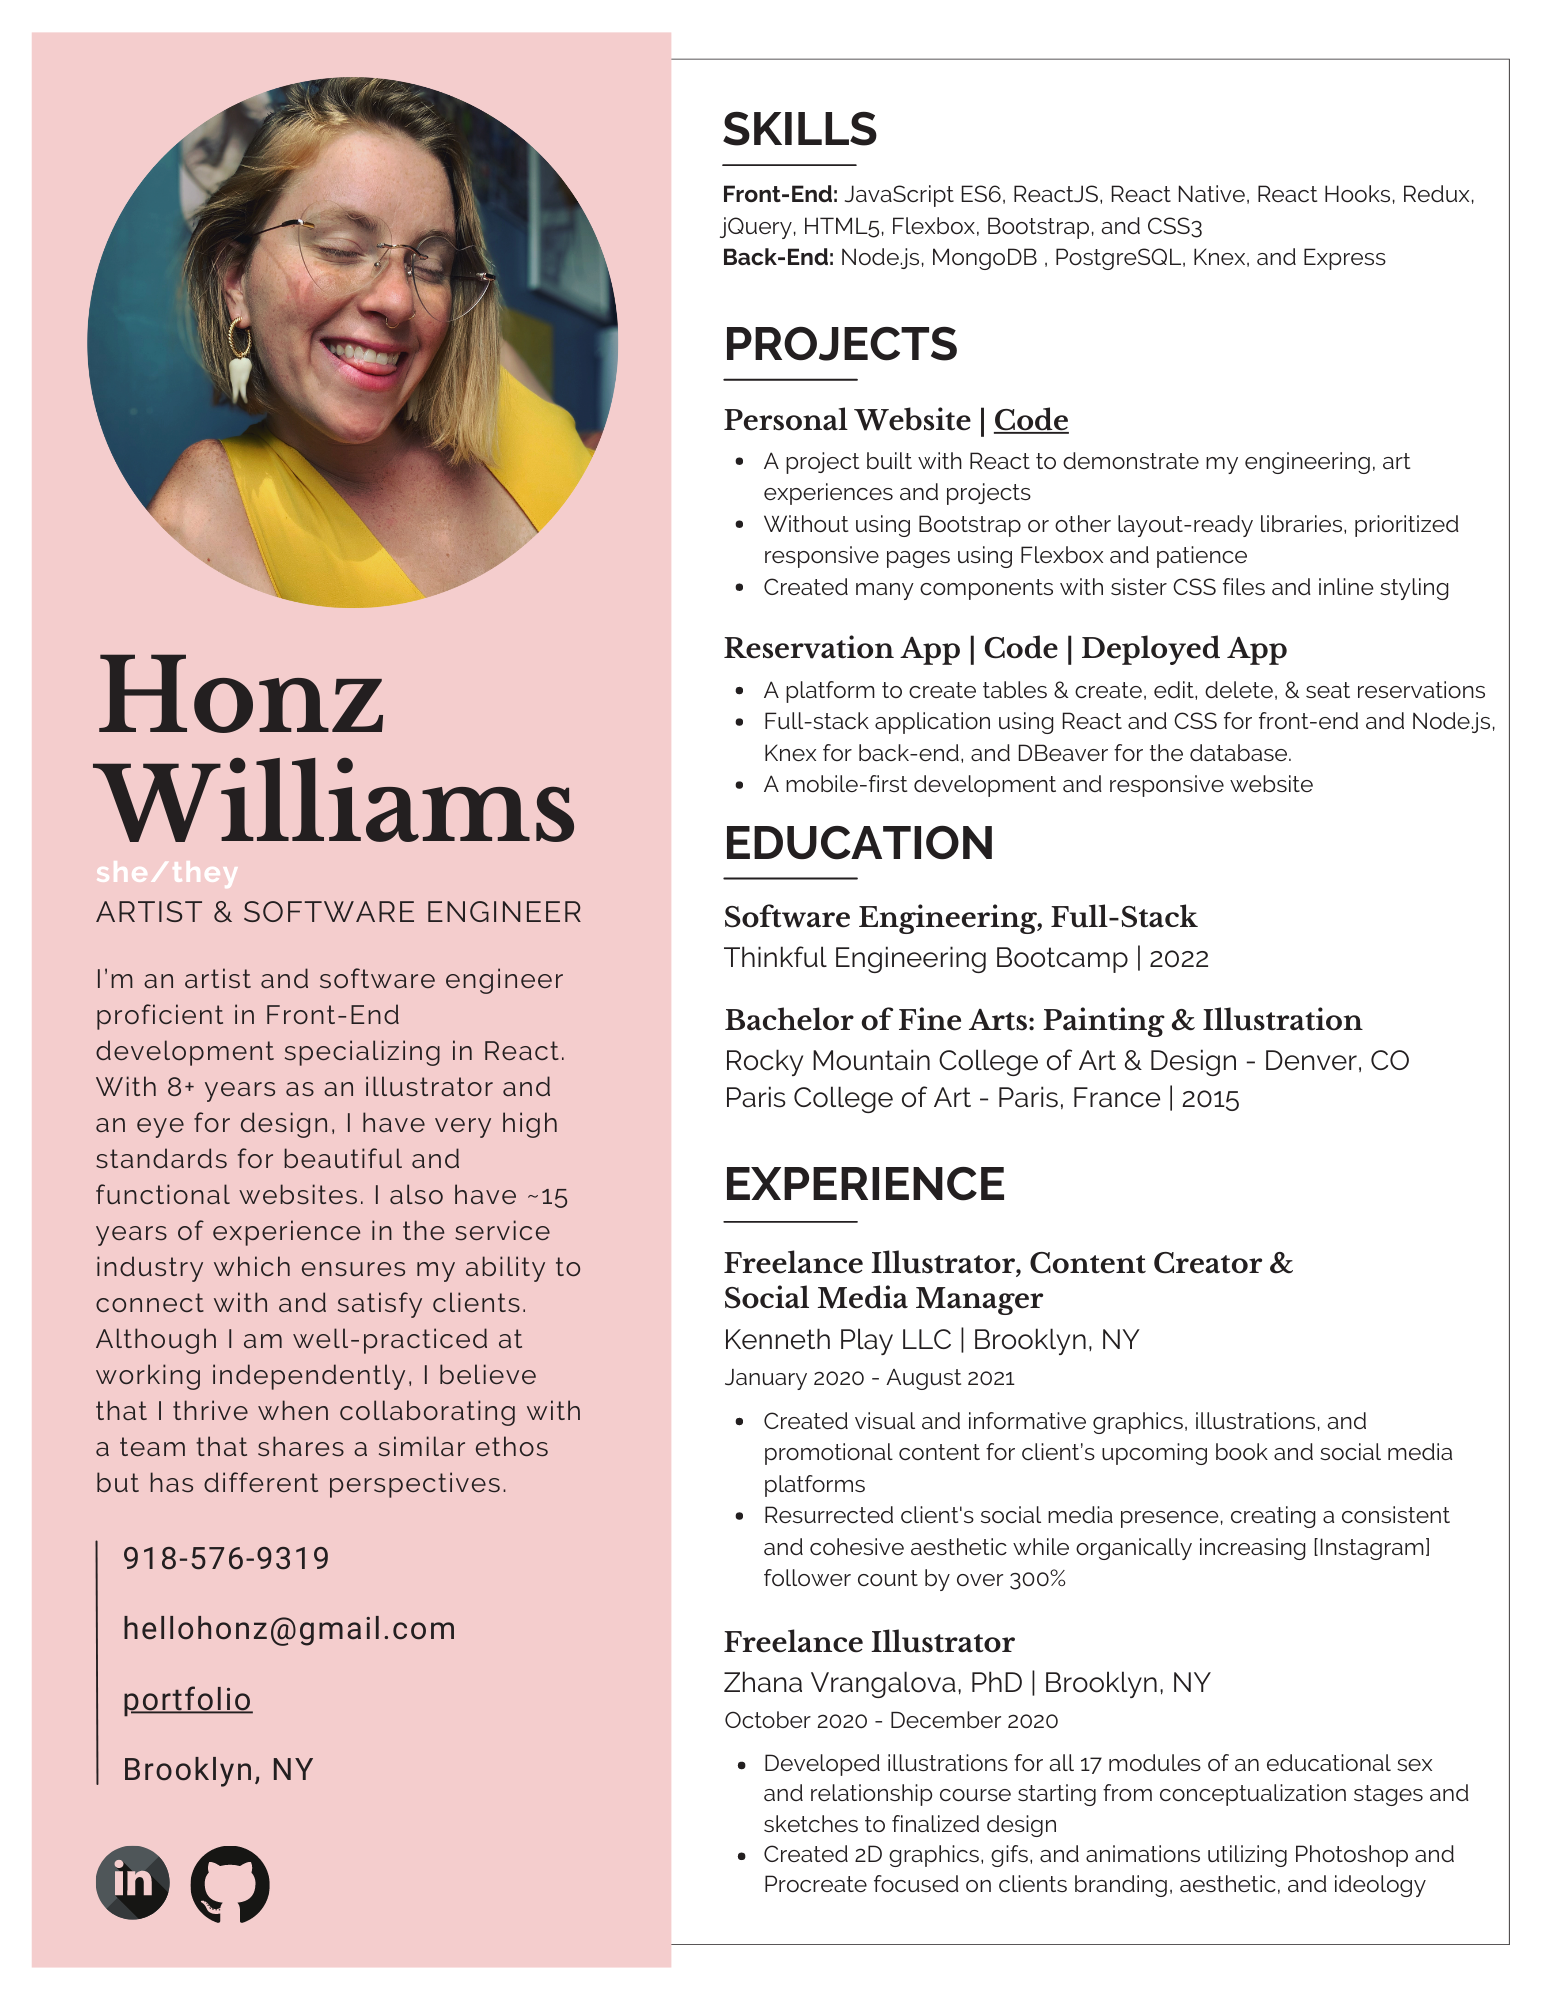 Honz
Williams
she/they
ARTIST & SOFTWARE ENGINEER
I'm an artist and software engineer
proficient in Front-End
development specializing in React.
With 8+ years as an illustrator and
an eye for design, I have very high
standards for beautiful and
functional websites. I also have ~15
years of experience in the service
industry which ensures my ability to
connect with and satisfy clients.
Although I am well-practiced at
working independently, I believe
that I thrive when collaborating with
a team that shares a similar ethos
but has different perspectives.
918-576-9319
hellohonz@gmail.com
portfolio
Brooklyn, NY
in
SKILLS
Front-End: JavaScript ES6, ReactJS, React Native, React Hooks, Redux,
jQuery, HTML5, Flexbox, Bootstrap, and CSS3
Back-End: Node.js, MongoDB , PostgreSQL, Knex, and Express
PROJECTS
Personal Website | Code
• A project built with React to demonstrate my engineering, art
experiences and projects
• Without using Bootstrap or other layout-ready libraries, prioritized
responsive pages using Flexbox and patience
• Created many components with sister CSS files and inline styling
Reservation App | Code | Deployed App
• A platform to create tables & create, edit, delete, & seat reservations
• Full-stack application using React and CSS for front-end and Node.js,
Knex for back-end, and DBeaver for the database.
• A mobile-first development and responsive website
EDUCATION
Software Engineering, Full-Stack
Thinkful Engineering Bootcamp | 2022
Bachelor of Fine Arts: Painting & Illustration
Rocky Mountain College of Art & Design - Denver, CO
Paris College of Art - Paris, France | 2015
EXPERIENCE
Freelance Illustrator, Content Creator &
Social Media Manager
Kenneth Play LLC | Brooklyn, NY
January 2020 - August 2021
• Created visual and informative graphics, illustrations, and
promotional content for client's upcoming book and social media
platforms
• Resurrected client's social media presence, creating a consistent
and cohesive aesthetic while organically increasing [Instagram]
follower count by over 300%
Freelance Illustrator
Zhana Vrangalova, PhD | Brooklyn, NY
October 2020 - December 2020
• Developed illustrations for all 17 modules of an educational sex
and relationship course starting from conceptualization stages and
sketches to finalized design
• Created 2D graphics, gifs, and animations utilizing Photoshop and
Procreate focused on clients branding, aesthetic, and ideology